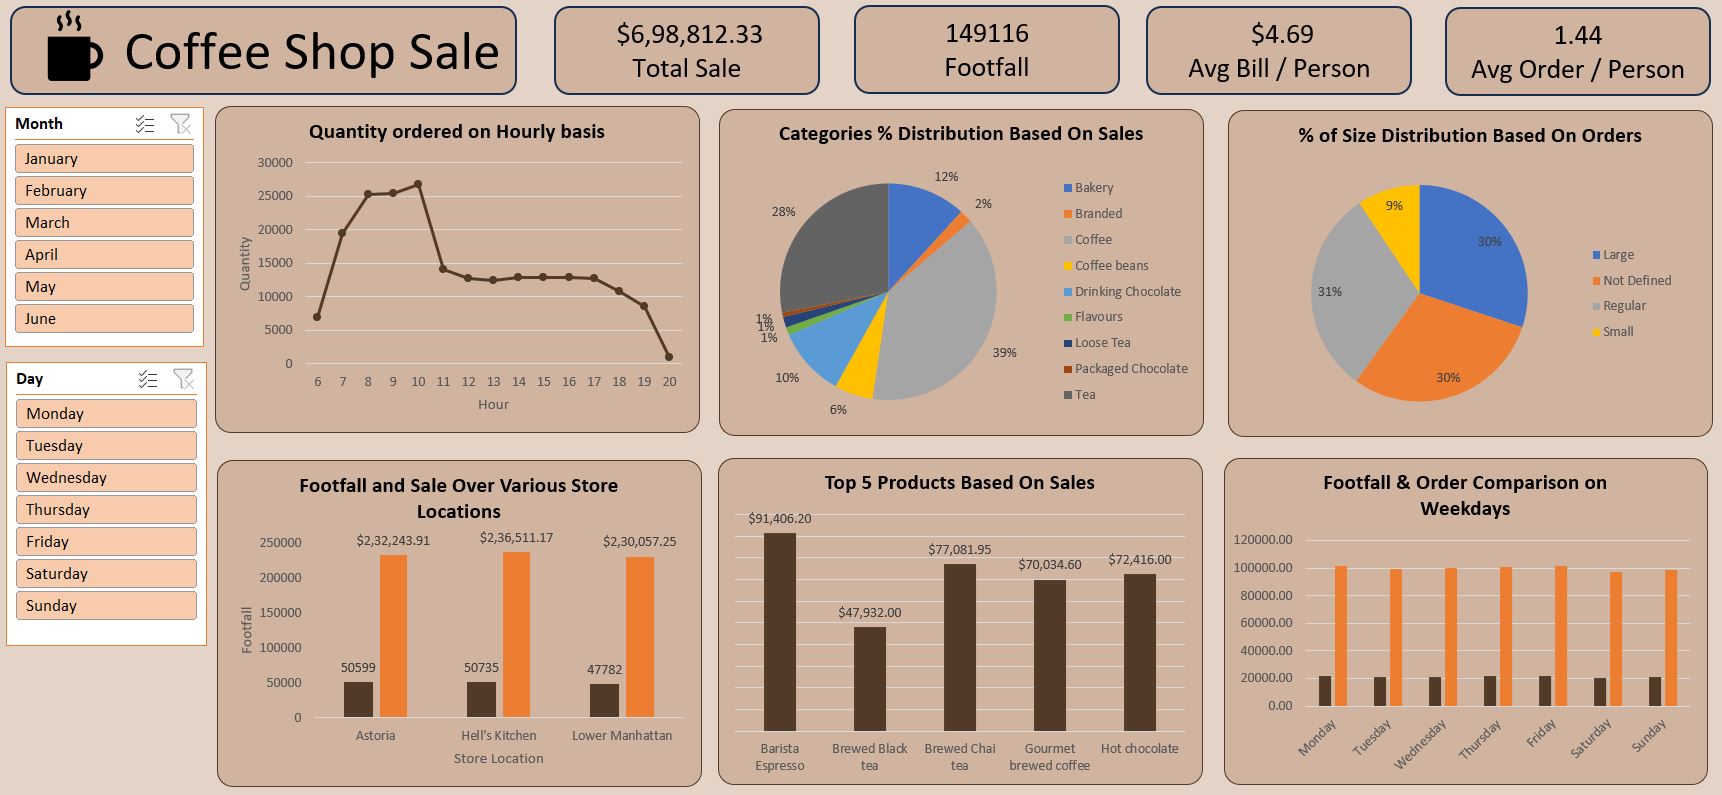 Coffee Shop Sale
$6,98,812.33
Total Sale
149116
Footfall
$4.69
Avg Bill / Person
1.44
Avg Order / Person
Month
January
February
March
April
May
June
Day
Monday
Tuesday
Wednesday
Thursday
Friday
Saturday
Sunday
Quantity ordered on Hourly basis
Quantity
30000
25000
20000
15000
10000
5000
0
6 7 8 9 10 11 12 13 14 15 16 17 18 19 20
Hour
Categories % Distribution Based On Sales
12%
2%
39%
6%
10%
1%
1%
1%
28%
Bakery
Branded
Coffee
Coffee beans
Drinking Chocolate
Flavours
Loose Tea
Packaged Chocolate
Tea
% of Size Distribution Based On Orders
30%
30%
31%
9%
Large
Not Defined
Regular
Small
Footfall and Sale Over Various Store
Locations
Footfall
250000
200000
150000
100000
50000
0
$2,32,243.91
$2,36,511.17
$2,30,057.25
50599
50735
47782
Astoria
Hell's Kitchen
Lower Manhattan
Store Location
Top 5 Products Based On Sales
$91,406.20
$47,932.00
$77,081.95
$70,034.60
$72,416.00
Barista
Espresso
Brewed Black
tea
Brewed Chai
tea
Gourmet
brewed coffee
Hot chocolate
Footfall & Order Comparison on
Weekdays
120000.00
100000.00
80000.00
60000.00
40000.00
20000.00
0.00
Monday
Tuesday
Wednesday
Thursday
Friday
Saturday
Sunday